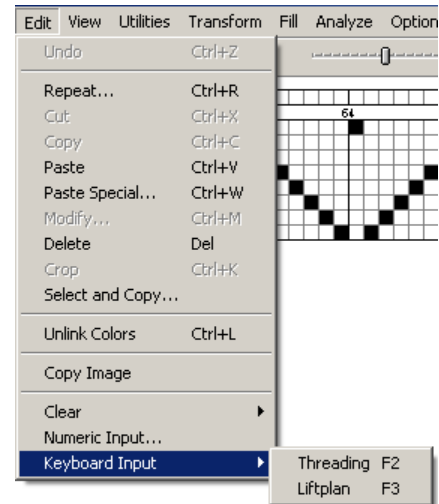 Edit View Utilities Transform Fill Analyze Option
Undo Ctrl+Z
Repeat... Ctrl+R
Cut Ctrl+X
Copy Ctrl+C
Paste Ctrl+V
Paste Special... Ctrl+W
Modify... Ctrl+M
Delete Del
Crop Ctrl+K
Select and Copy...
Unlink Colors Ctrl+L
Copy Image
Clear
Numeric Input...
Keyboard Input
Threading F2
Liftplan F3
64